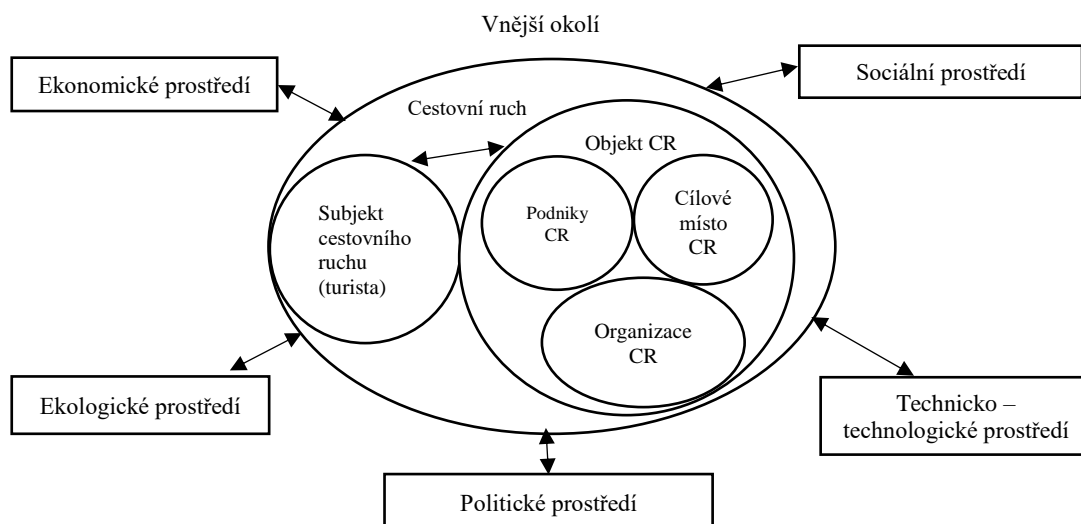 Vnější okolí
Ekonomické prostředí
Sociální prostředí
Cestovní ruch
Objekt CR
Subjekt
cestovního
ruchu
(turista)
Podniky
CR
Cílové
místo
CR
Organizace
CR
Ekologické prostředí
Technicko –
technologické prostředí
Politické prostředí